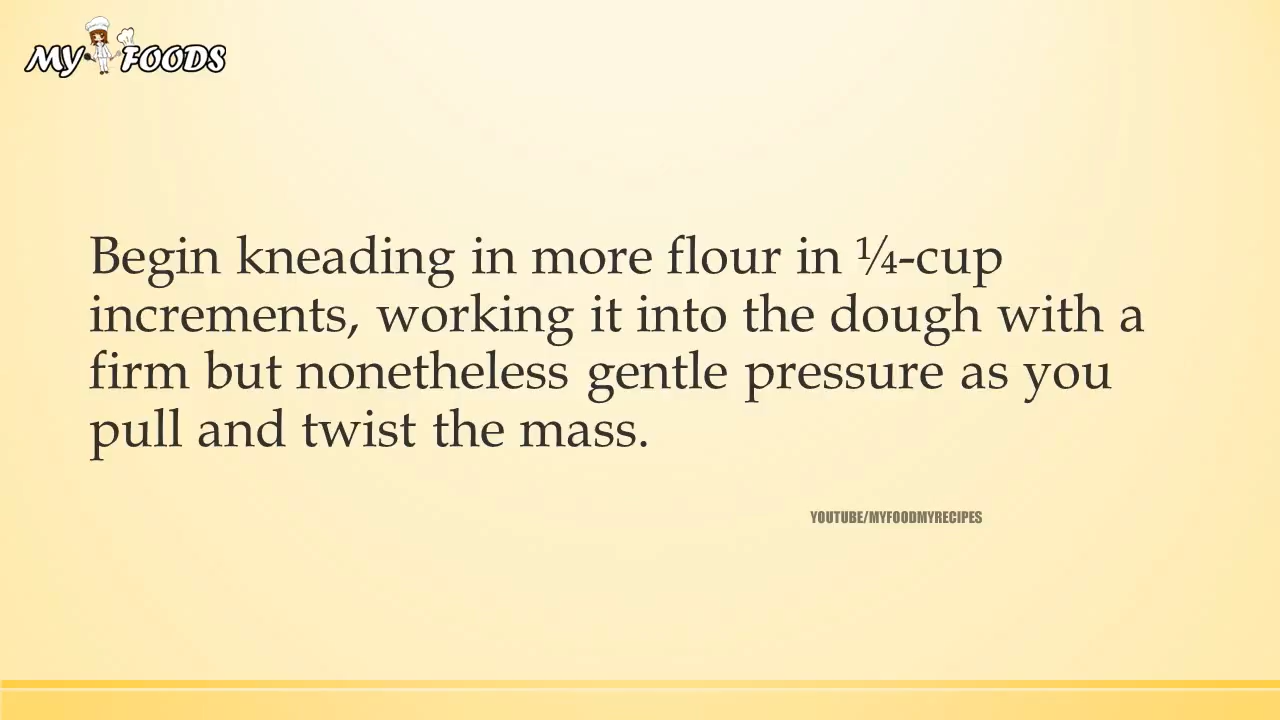 MY FOODS
Begin kneading in more flour in ¼-cup
increments, working it into the dough with a
firm but nonetheless gentle pressure as you
pull and twist the mass.
YOUTUBE/MYFOODMYRECIPES